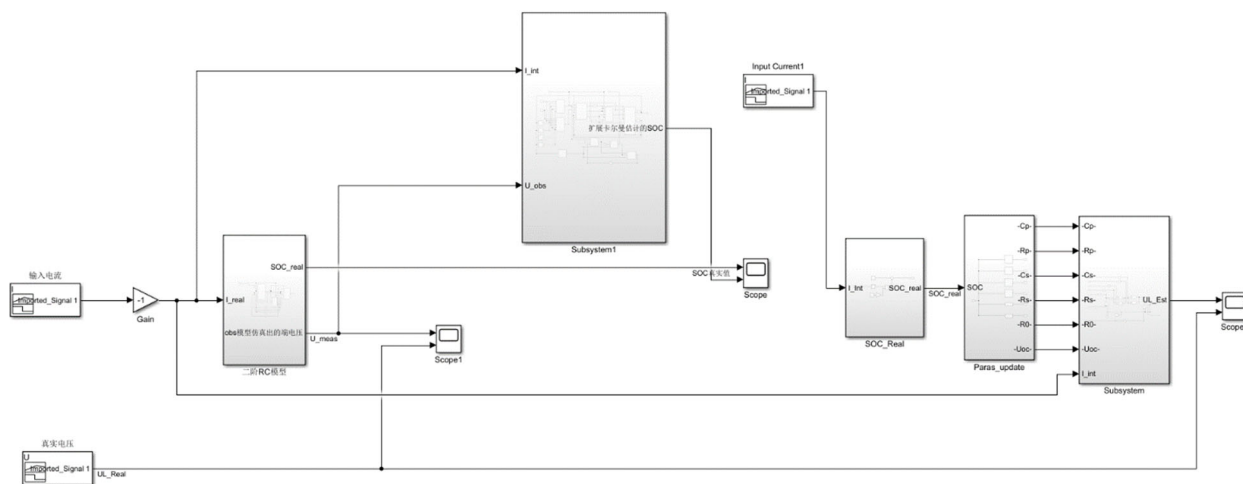 I_int
Input Current1
I
Imported_Signal 1
扩展卡尔曼估计的SOC
U_obs
Subsystem1
-Cp-
-Cp-
-Rp-
-Rp-
SOC_real
输入电流
SOC真实值
Scope
I
Imported_Signal 1
-1
Gain
I_real
I_Int
SOC_real
SOC_real
SOC
-Cs-
-Cs-
-Rs-
-Rs-
UL_Est
-R0-
-R0-
Scope
obs模型仿真出的端电压
U_meas
Scope1
SOC_Real
-Uoc-
-Uoc-
二阶RC模型
Paras_update
I_int
Subsystem
真实电压
U
Imported_Signal 1
UL_Real